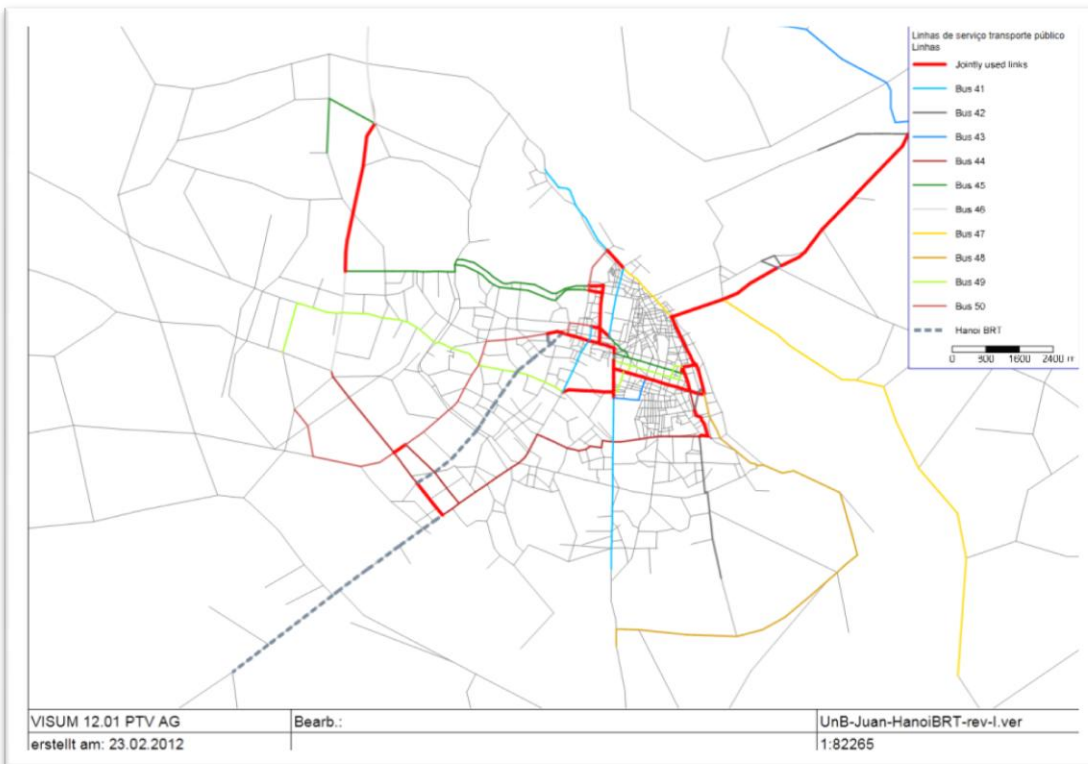 Linhas de serviço transporte público
Linhas
Jointly used links
Bus 41
Bus 42
Bus 43
Bus 44
Bus 45
Bus 46
Bus 47
Bus 48
Bus 49
Bus 50
Hanoi BRT
0 800 1600 2400 m
VISUM 12.01 PTV AG
Bearb.:
UnB-Juan-HanoiBRT-rev-I.ver
erstellt am: 23.02.2012
1:82265